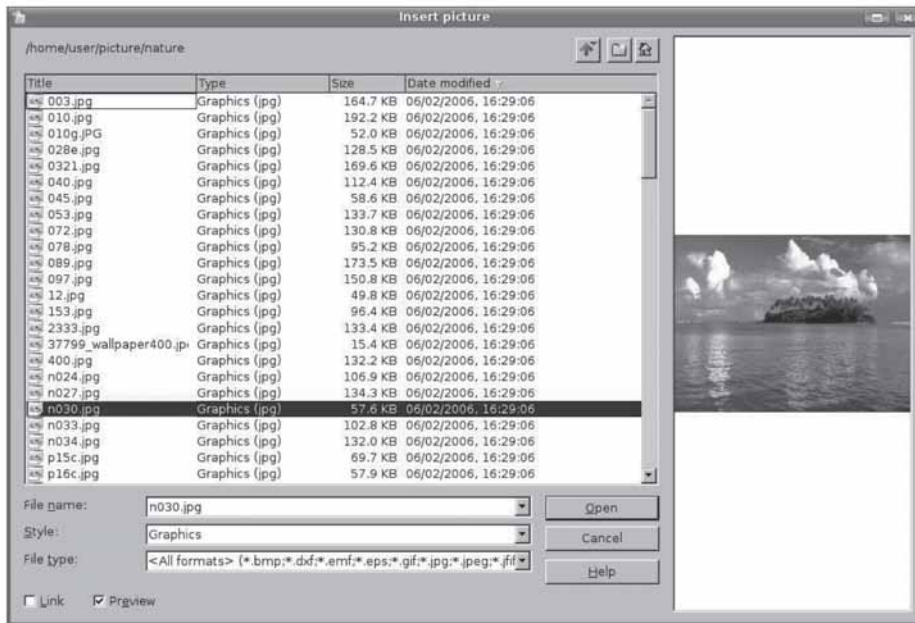 Insert picture
/home/user/picture/nature
Title Type Size Date modified
003.jpg Graphics (jpg) 164.7 KB 06/02/2006, 16:29:06
010.jpg Graphics (jpg) 192.2 KB 06/02/2006, 16:29:06
010g.JPG Graphics (jpg) 52.0 KB 06/02/2006, 16:29:06
028e.jpg Graphics (jpg) 128.5 KB 06/02/2006, 16:29:06
0321.jpg Graphics (jpg) 169.6 KB 06/02/2006, 16:29:06
040.jpg Graphics (jpg) 112.4 KB 06/02/2006, 16:29:06
045.jpg Graphics (jpg) 58.6 KB 06/02/2006, 16:29:06
053.jpg Graphics (jpg) 133.7 KB 06/02/2006, 16:29:06
072.jpg Graphics (jpg) 130.8 KB 06/02/2006, 16:29:06
078.jpg Graphics (jpg) 95.2 KB 06/02/2006, 16:29:06
089.jpg Graphics (jpg) 173.5 KB 06/02/2006, 16:29:06
097.jpg Graphics (jpg) 150.8 KB 06/02/2006, 16:29:06
12.jpg Graphics (jpg) 49.8 KB 06/02/2006, 16:29:06
153.jpg Graphics (jpg) 96.4 KB 06/02/2006, 16:29:06
2333.jpg Graphics (jpg) 133.4 KB 06/02/2006, 16:29:06
37799_wallpaper400.jp Graphics (jpg) 15.4 KB 06/02/2006, 16:29:06
400.jpg Graphics (jpg) 132.2 KB 06/02/2006, 16:29:06
n024.jpg Graphics (jpg) 106.9 KB 06/02/2006, 16:29:06
n027.jpg Graphics (jpg) 134.3 KB 06/02/2006, 16:29:06
n030.jpg Graphics (jpg) 57.6 KB 06/02/2006, 16:29:06
n033.jpg Graphics (jpg) 102.8 KB 06/02/2006, 16:29:06
n034.jpg Graphics (jpg) 132.0 KB 06/02/2006, 16:29:06
p15c.jpg Graphics (jpg) 69.7 KB 06/02/2006, 16:29:06
p16c.jpg Graphics (jpg) 57.9 KB 06/02/2006, 16:29:06
File name: n030.jpg Open
Style: Graphics Cancel
File type: <All formats> (*.bmp;*.dxf;*.emf;*.eps;*.gif;*.jpg;*.jpeg;*.jfif
Help
Link Preview